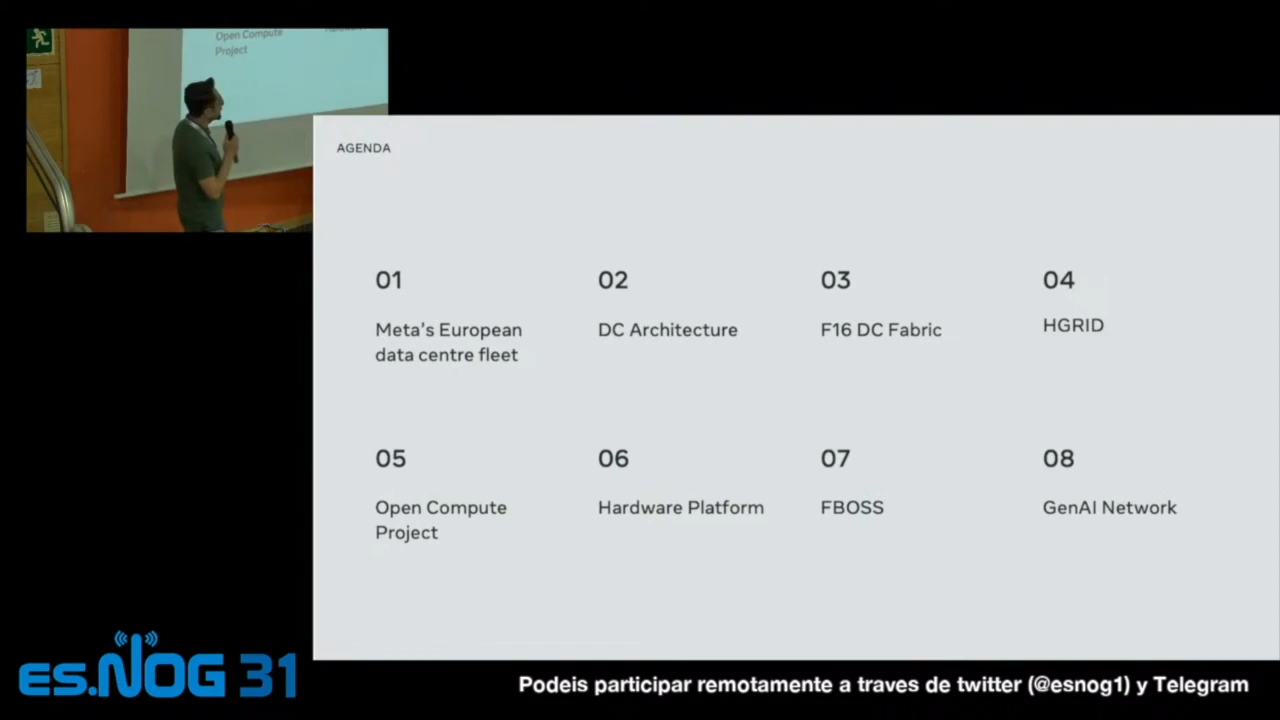 Open Compute
Project
AGENDA
01
Meta's European
data centre fleet
02
DC Architecture
03
F16 DC Fabric
04
HGRID
05
Open Compute
Project
06
Hardware Platform
07
FBOSS
08
GenAI Network
es.NOG 31
Podeis participar remotamente a traves de twitter (@esnog1) y Telegram